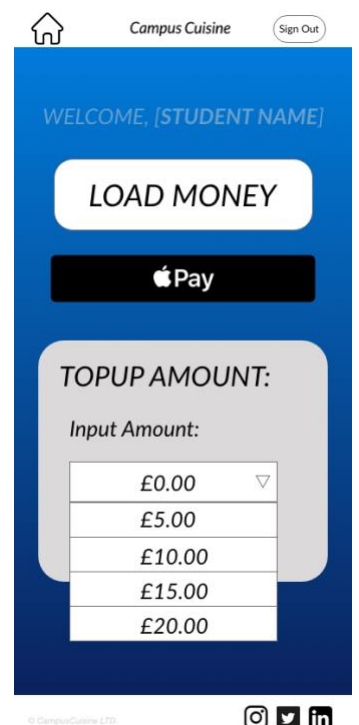 Campus Cuisine
Sign Out
WELCOME, [STUDENT NAME]
LOAD MONEY
Pay
TOPUP AMOUNT:
Input Amount:
£0.00
£5.00
£10.00
£15.00
£20.00
© CampusCuisine LTD.